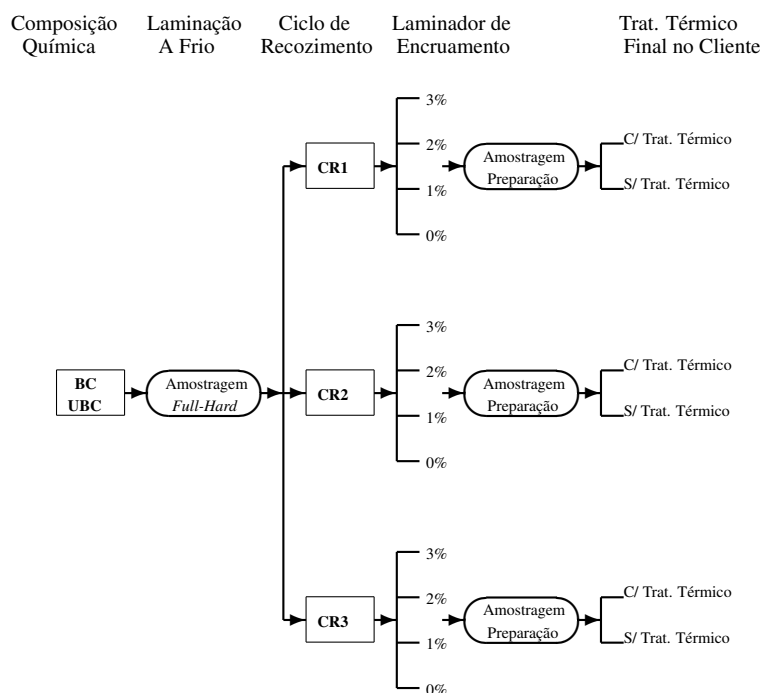 Composição
Química
Laminação
A Frio
Ciclo de
Recozimento
Laminador de
Encruamento
Trat. Térmico
Final no Cliente
3%
2%
1%
0%
CR1
Amostragem
Preparação
C/ Trat. Térmico
S/ Trat. Térmico
BC
UBC
Amostragem
Full-Hard
3%
2%
1%
0%
CR2
Amostragem
Preparação
C/ Trat. Térmico
S/ Trat. Térmico
3%
2%
1%
0%
CR3
Amostragem
Preparação
C/ Trat. Térmico
S/ Trat. Térmico